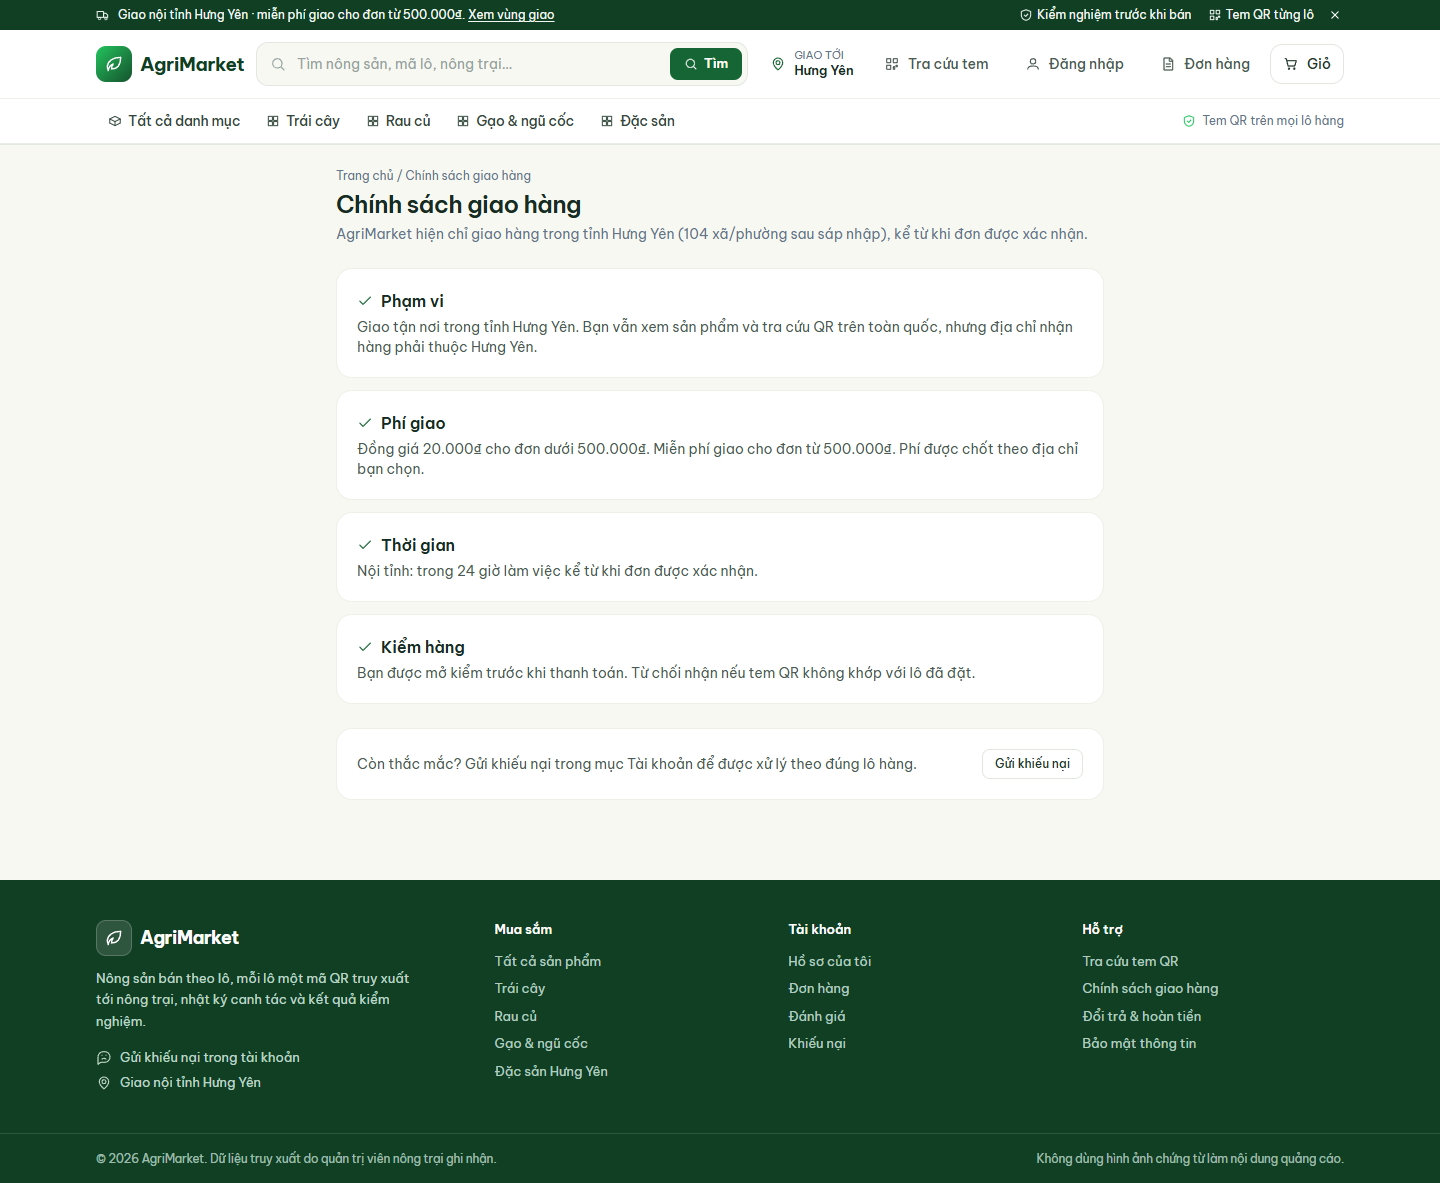 Giao nội tỉnh Hưng Yên · miễn phí giao cho đơn từ 500.000₫. Xem vùng giao
Kiểm nghiệm trước khi bán
Tem QR từng lô
AgriMarket
Tìm nông sản, mã lô, nông trại...
Tìm
GIAO TỚI
Hưng Yên
Tra cứu tem
Đăng nhập
Đơn hàng
Giỏ
Tất cả danh mục
Trái cây
Rau củ
Gạo & ngũ cốc
Đặc sản
Tem QR trên mọi lô hàng
Trang chủ / Chính sách giao hàng
Chính sách giao hàng
AgriMarket hiện chỉ giao hàng trong tỉnh Hưng Yên (104 xã/phường sau sáp nhập), kể từ khi đơn được xác nhận.
Phạm vi
Giao tận nơi trong tỉnh Hưng Yên. Bạn vẫn xem sản phẩm và tra cứu QR trên toàn quốc, nhưng địa chỉ nhận
hàng phải thuộc Hưng Yên.
Phí giao
Đồng giá 20.000₫ cho đơn dưới 500.000₫. Miễn phí giao cho đơn từ 500.000₫. Phí được chốt theo địa chỉ
bạn chọn.
Thời gian
Nội tỉnh: trong 24 giờ làm việc kể từ khi đơn được xác nhận.
Kiểm hàng
Bạn được mở kiểm trước khi thanh toán. Từ chối nhận nếu tem QR không khớp với lô đã đặt.
Còn thắc mắc? Gửi khiếu nại trong mục Tài khoản để được xử lý theo đúng lô hàng.
Gửi khiếu nại
AgriMarket
Nông sản bán theo lô, mỗi lô một mã QR truy xuất
tới nông trại, nhật ký canh tác và kết quả kiểm
nghiệm.
Gửi khiếu nại trong tài khoản
Giao nội tỉnh Hưng Yên
Mua sắm
Tất cả sản phẩm
Trái cây
Rau củ
Gạo & ngũ cốc
Đặc sản Hưng Yên
Tài khoản
Hồ sơ của tôi
Đơn hàng
Đánh giá
Khiếu nại
Hỗ trợ
Tra cứu tem QR
Chính sách giao hàng
Đổi trả & hoàn tiền
Bảo mật thông tin
© 2026 AgriMarket. Dữ liệu truy xuất do quản trị viên nông trại ghi nhận.
Không dùng hình ảnh chứng từ làm nội dung quảng cáo.